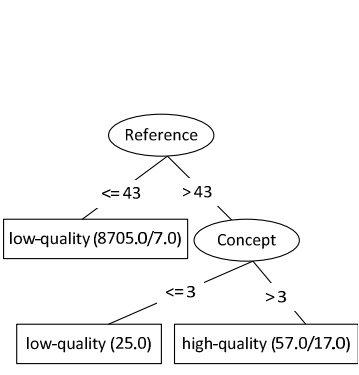 Reference
<=43
>43
low-quality (8705.0/7.0)
Concept
<=3
>3
low-quality (25.0)
high-quality (57.0/17.0)